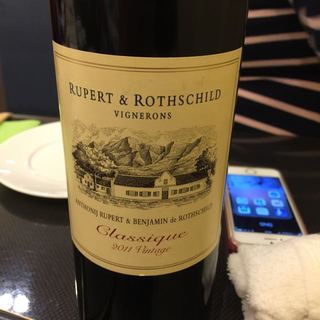 RUPERT & ROTHSCHILD
VIGNERONS
ANTHONIJ RUPERT & BENJAMIN de ROTHSCHILD
Classique
2011 Vintage